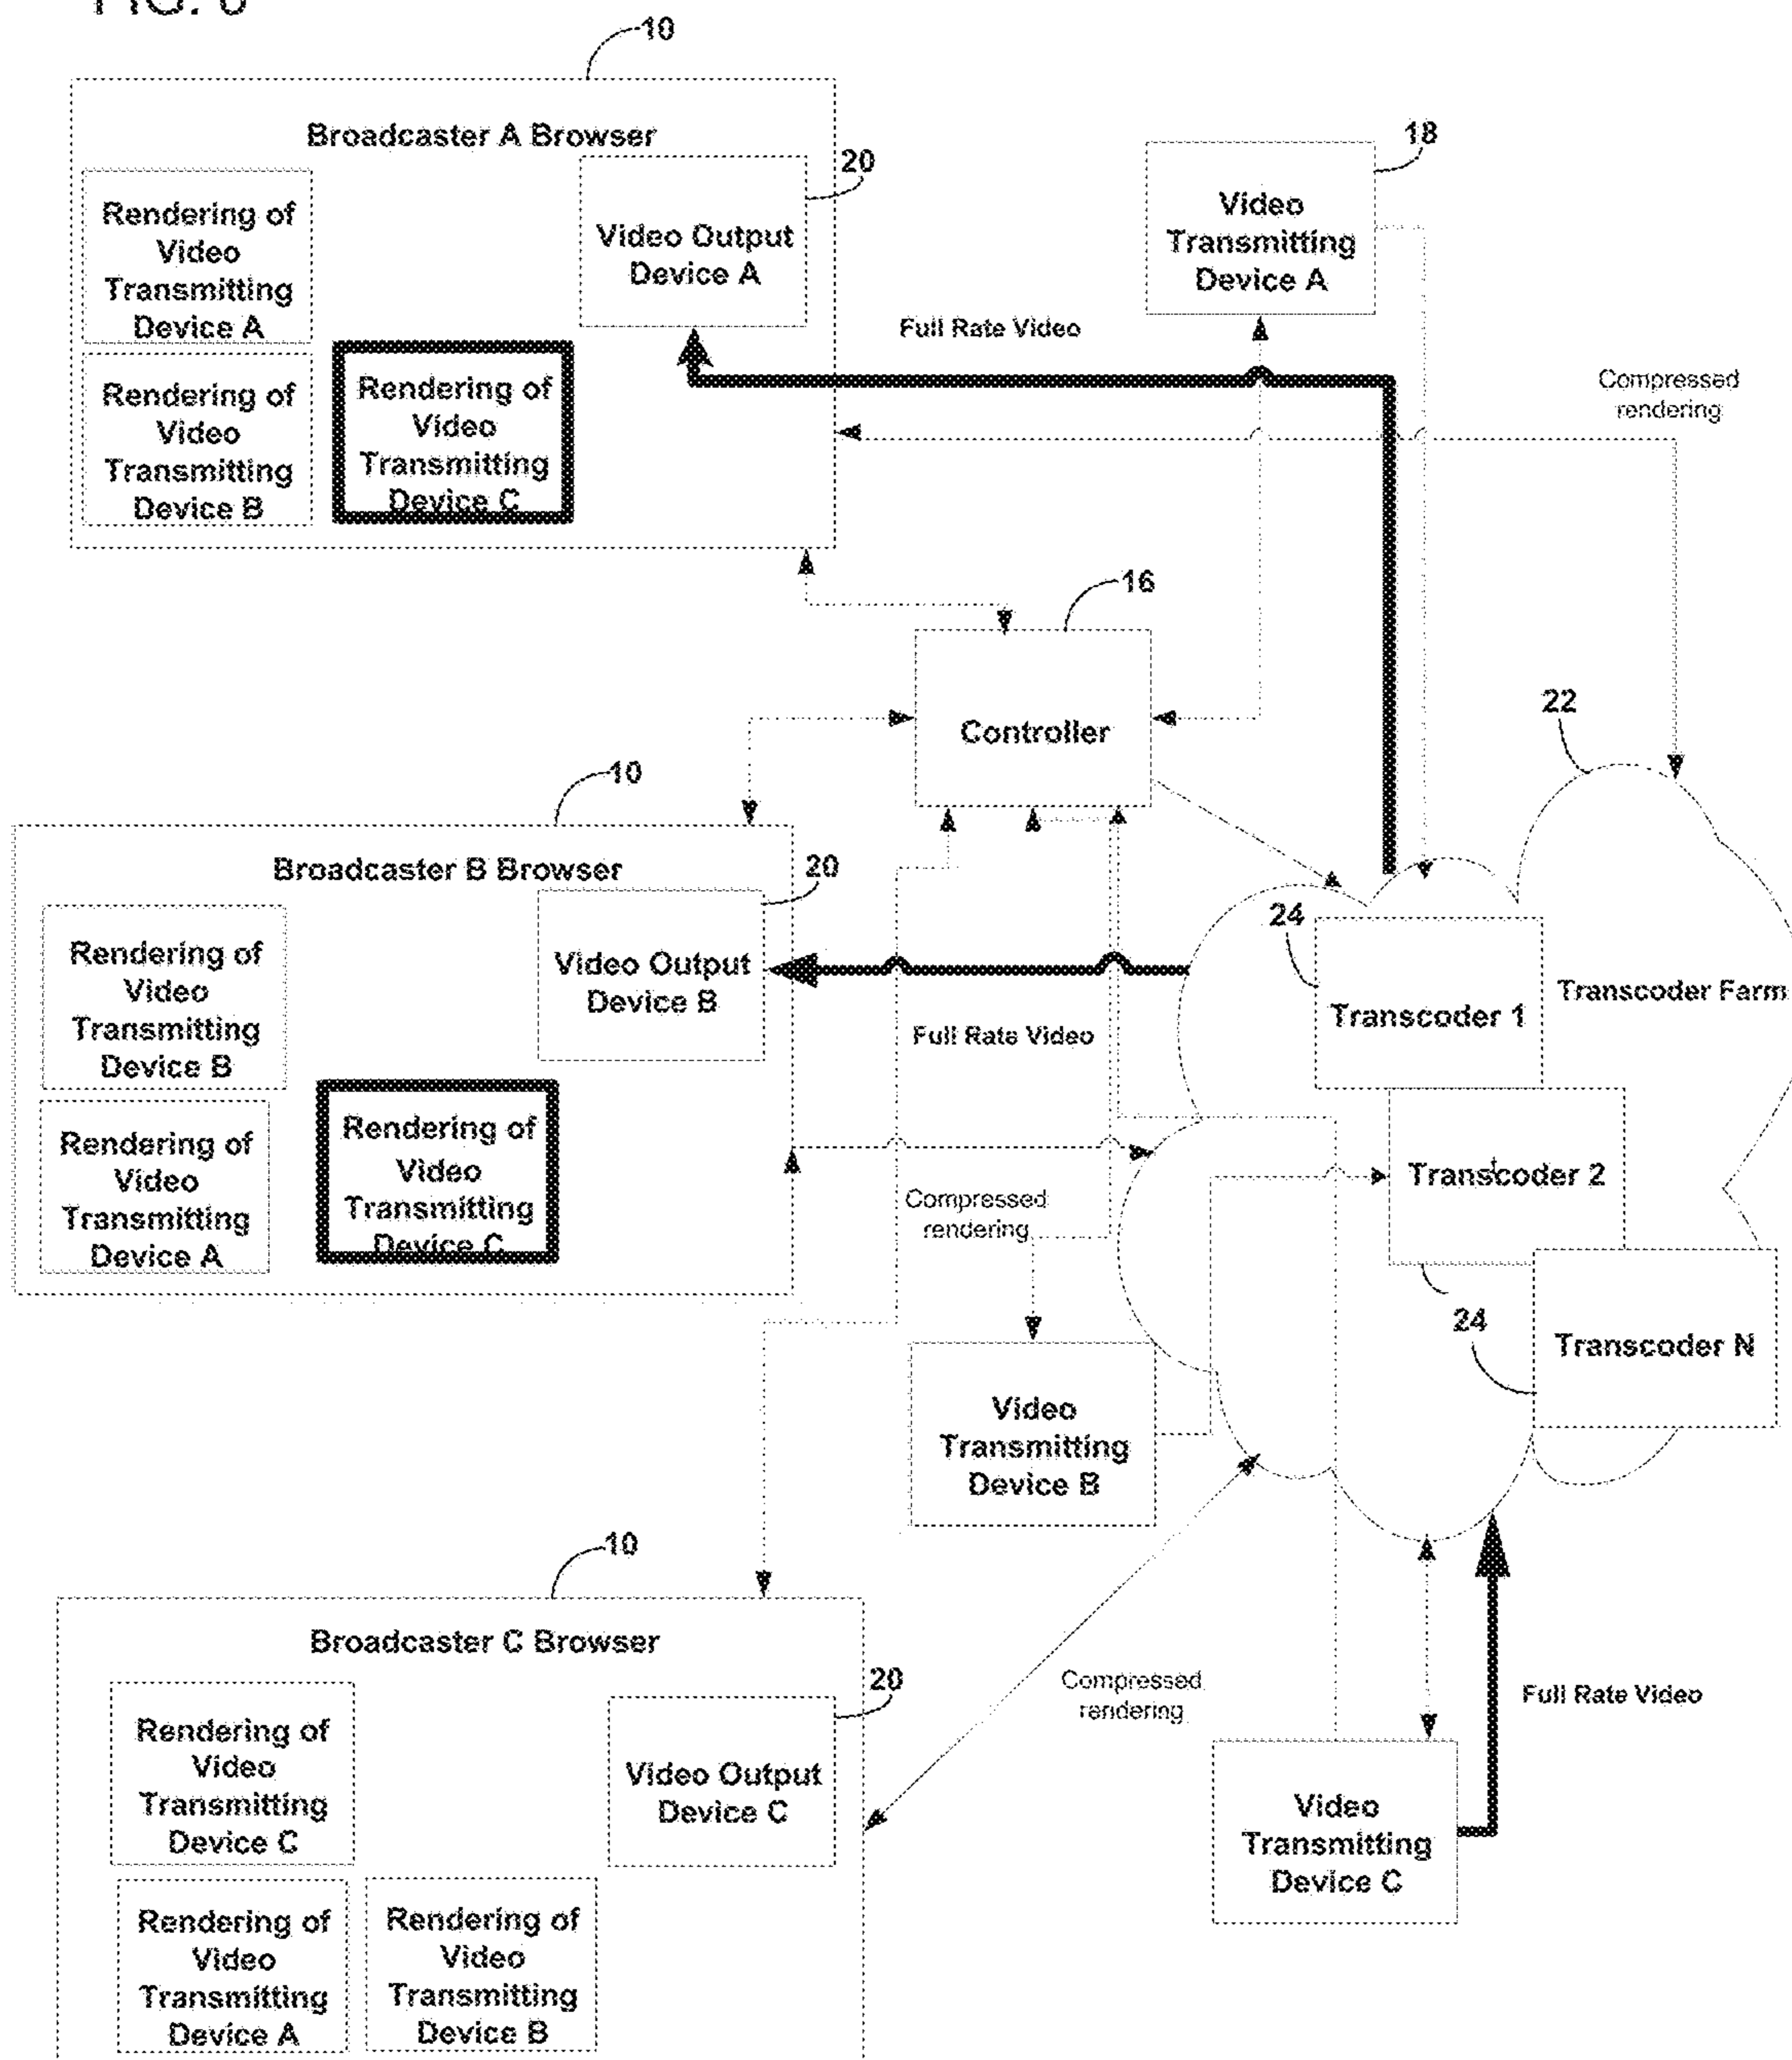 10
Broadcaster A Browser
18
20
Rendering of
Video
Transmitting
Device A
Video Output
Device A
Video
Transmitting
Device A
Full Rate Video
Compressed
rendering
Rendering of
Video
Transmitting
Device B
Rendering of
Video
Transmitting
Device C
16
Controller
22
10
Broadcaster B Browser
20
Rendering of
Video
Transmitting
Device B
Video Output
Device B
24
Transcoder 1
Transcoder Farm
Full Rate Video
Rendering of
Video
Transmitting
Device A
Rendering of
Video
Transmitting
Device C
Compressed
rendering
Transcoder 2
24
Transcoder N
Video
Transmitting
Device B
10
Broadcaster C Browser
20
Rendering of
Video
Transmitting
Device C
Video Output
Device C
Compressed
rendering
Full Rate Video
Video
Transmitting
Device C
Rendering of
Video
Transmitting
Device A
Rendering of
Video
Transmitting
Device B